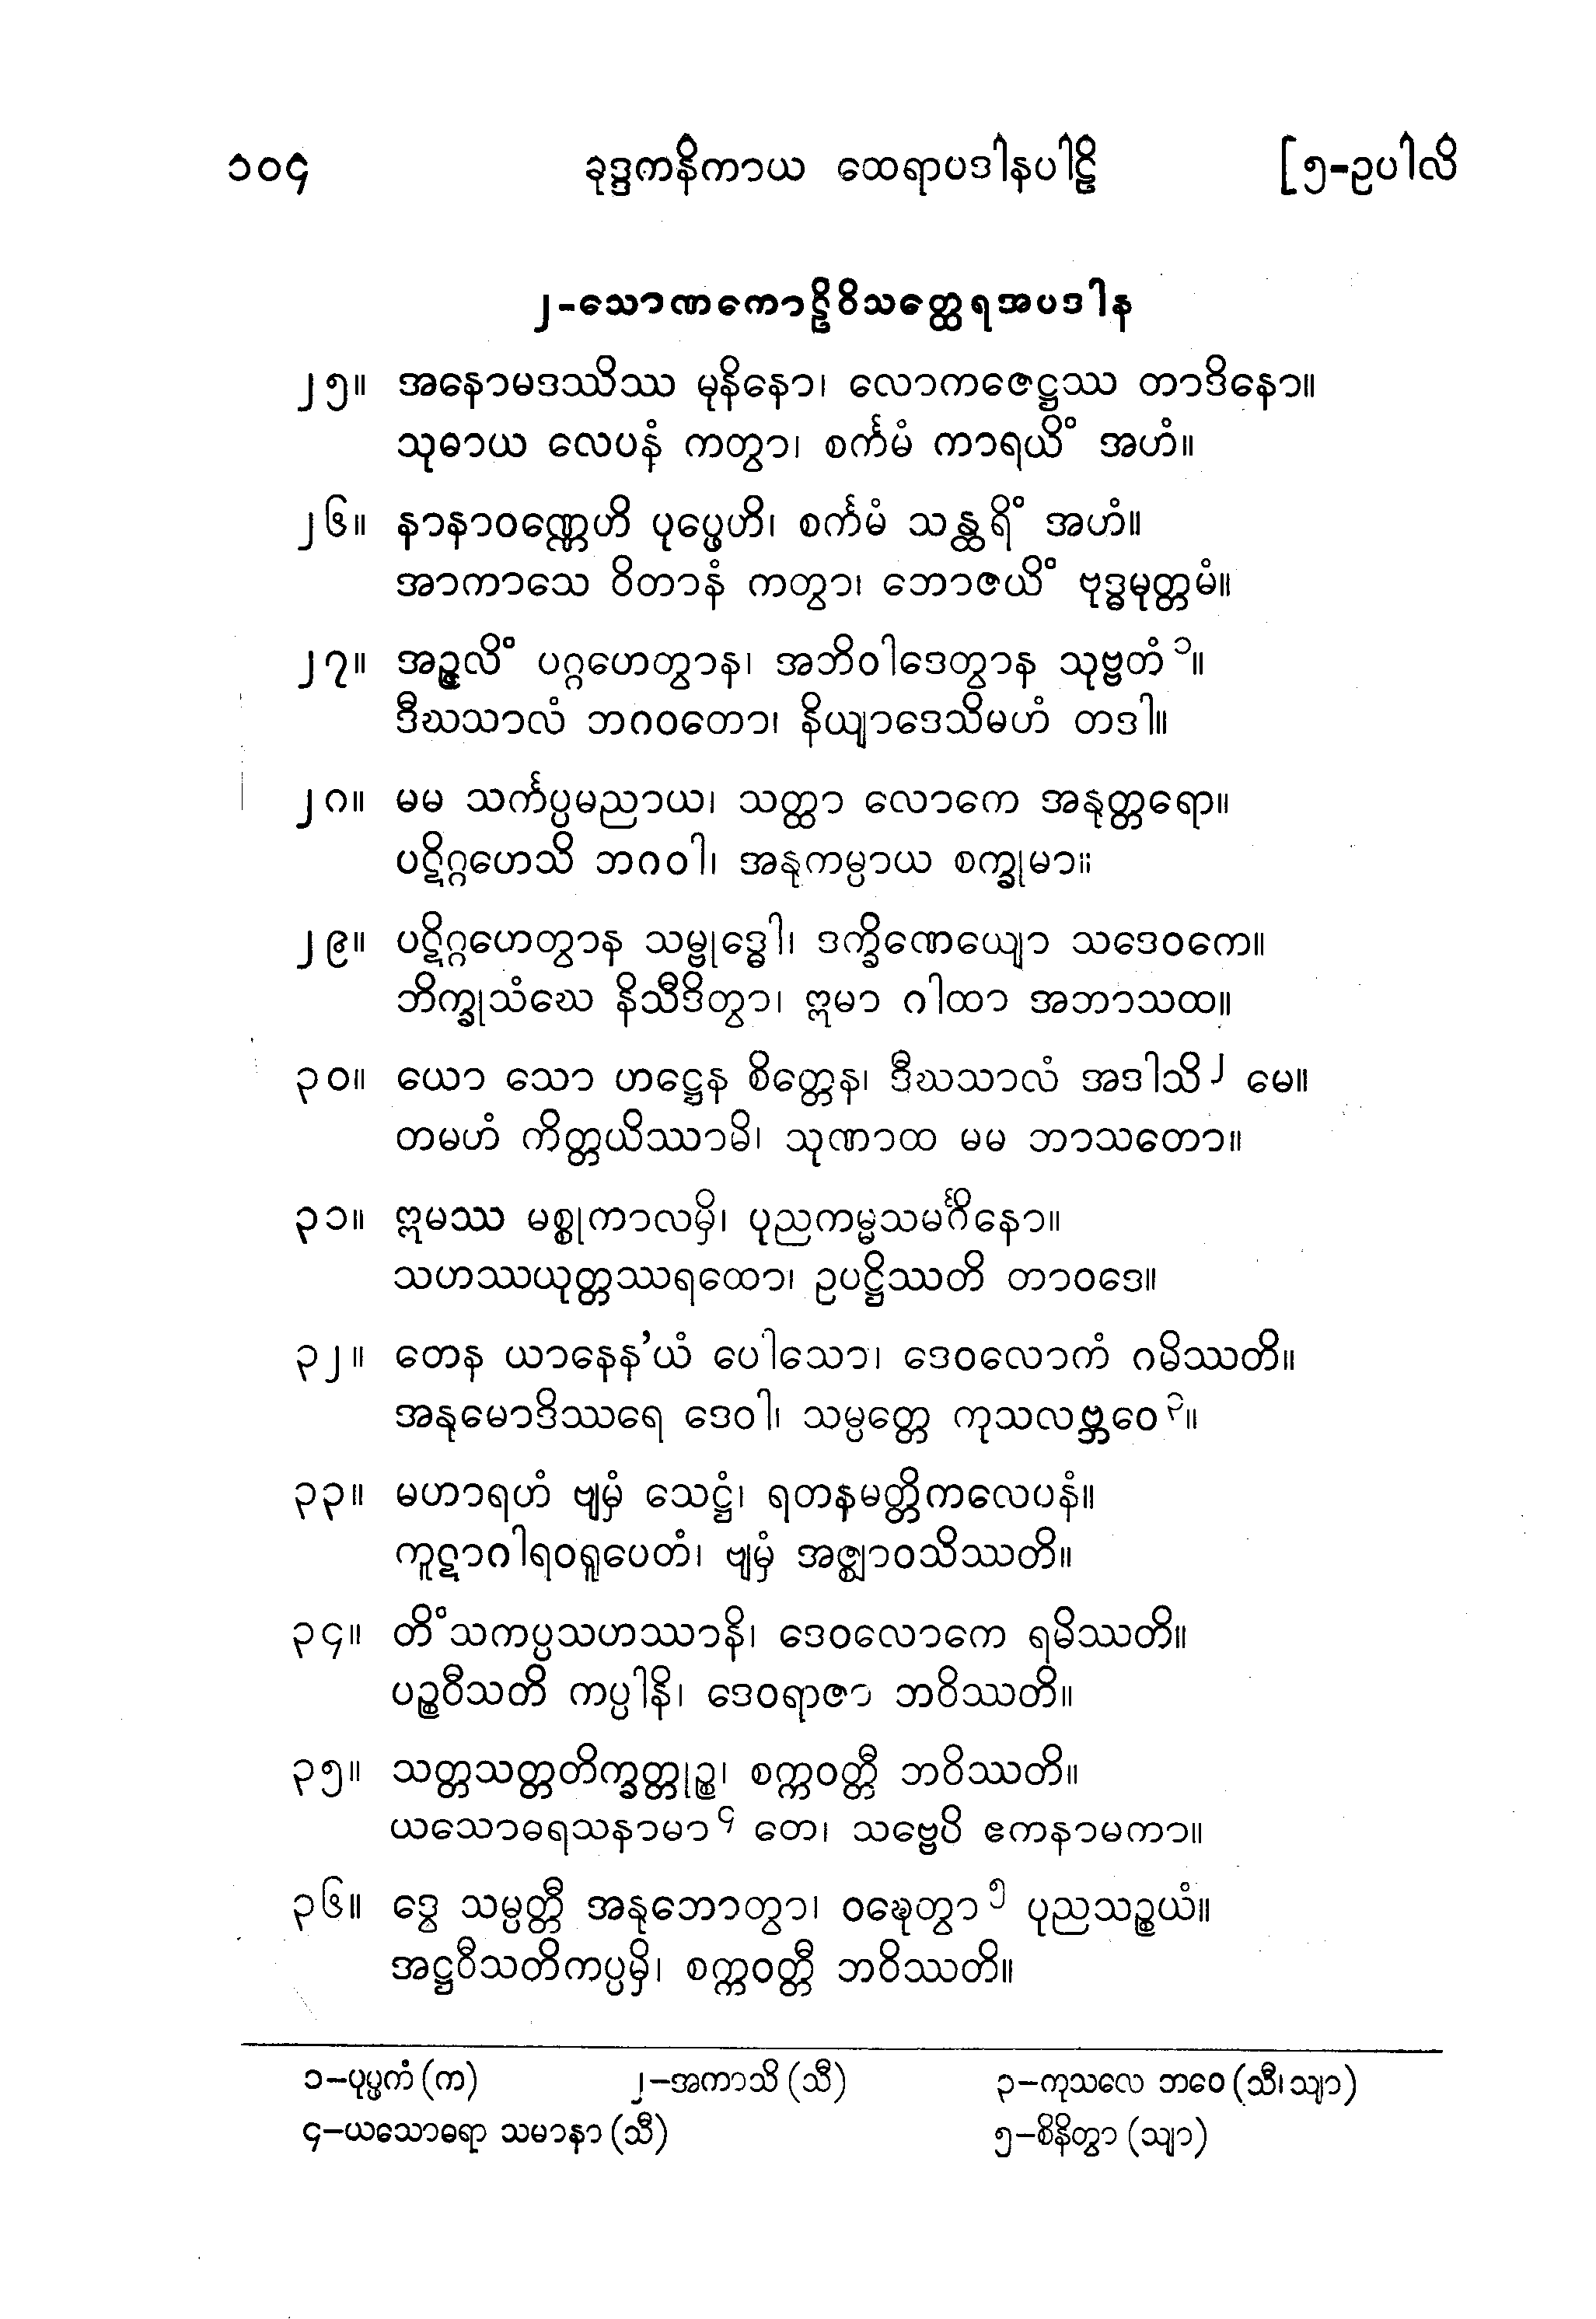 ၁၀၄ ခုဒ္ဒကနိကာယ ထေရာပဒါနပါဠိ [၅-ဥပါလိ
၂-သောဏကောဠိဝိသတ္ထေရအပဒါန
၂၅။ အနောမဒဿိဿ မုနိနော၊ လောကဇေဋ္ဌဿ တာဒိနော။
သုဓာယ လေပနံ ကတွာ၊ စင်္ကမံ ကာရယိံ အဟံ။
၂၆။ နာနာဝဏ္ဏေဟိ ပုပ္ဖေဟိ၊ စင်္ကမံ သန္ထရိံ အဟံ။
အာကာသေ ဝိတာနံ ကတွာ၊ ဘောဇယိံ ဗုဒ္ဓမုတ္တမံ။
၂၇။ အဉ္ဇလိံ ပဂ္ဂဟေတွာန၊ အဘိဝါဒေတွာန သုဗ္ဗတံ ၁။
ဒီဃသာလံ ဘဂဝတော၊ နိယျာဒေသိမဟံ တဒါ။
၂၈။ မမ သင်္ကပ္ပမညာယ၊ သတ္ထာ လောကေ အနုတ္တရော။
ပဋိဂ္ဂဟေသိ ဘဂဝါ၊ အနုကမ္ပာယ စက္ခုမာ။
၂၉။ ပဋိဂ္ဂဟေတွာန သမ္ဗုဒ္ဓေါ၊ ဒက္ခိဏေယျော သဒေဝကေ။
ဘိက္ခုသံဃေ နိသီဒိတွာ၊ ဣမာ ဂါထာ အဘာသထ။
၃၀။ ယော သော ဟဋ္ဌေန စိတ္တေန၊ ဒီဃသာလံ အဒါသိ ၂ မေ။
တမဟံ ကိတ္တယိဿာမိ၊ သုဏာထ မမ ဘာသတော။
၃၁။ ဣမဿ မစ္စုကာလမှိ၊ ပုညကမ္မသမင်္ဂိနော။
သဟဿယုတ္တဿရထော၊ ဥပဋ္ဌိဿတိ တာဝဒေ။
၃၂။ တေန ယာနေန’ယံ ပေါသော၊ ဒေဝလောကံ ဂမိဿတိ။
အနုမောဒိဿရေ ဒေဝါ၊ သမ္ပတ္တေ ကုသလဗ္ဘဝေ ၃။
၃၃။ မဟာရဟံ ဗျမှံ သေဋ္ဌံ၊ ရတနမတ္တိကလေပနံ။
ကူဋာဂါရဝရူပေတံ၊ ဗျမှံ အဇ္ဈာဝသိဿတိ။
၃၄။ တိံသကပ္ပသဟဿာနိ၊ ဒေဝလောကေ ရမိဿတိ။
ပဉ္စဝီသတိ ကပ္ပါနိ၊ ဒေဝရာဇာ ဘဝိဿတိ။
၃၅။ သတ္တသတ္တတိက္ခတ္တုဉ္စ၊ စက္ကဝတ္တီ ဘဝိဿတိ။
ယသောဓရသနာမာ ၄ တေ၊ သဗ္ဗေပိ ဧကနာမကာ။
၃၆။ ဒွေ သမ္ပတ္တီ အနုဘောတွာ၊ ဝဍ္ဎေတွာ ၅ ပုညသဉ္စယံ။
အဋ္ဌဝီသတိကပ္ပမှိ၊ စက္ကဝတ္တီ ဘဝိဿတိ။
၁–ပုပ္ဖကံ (က) ၂–အကာသိ (သီ) ၃–ကုသလေ ဘဝေ (သီ၊ သျာ)
၄–ယသောဓရာ သမာနာ (သီ) ၅–စိနိတွာ (သျာ)